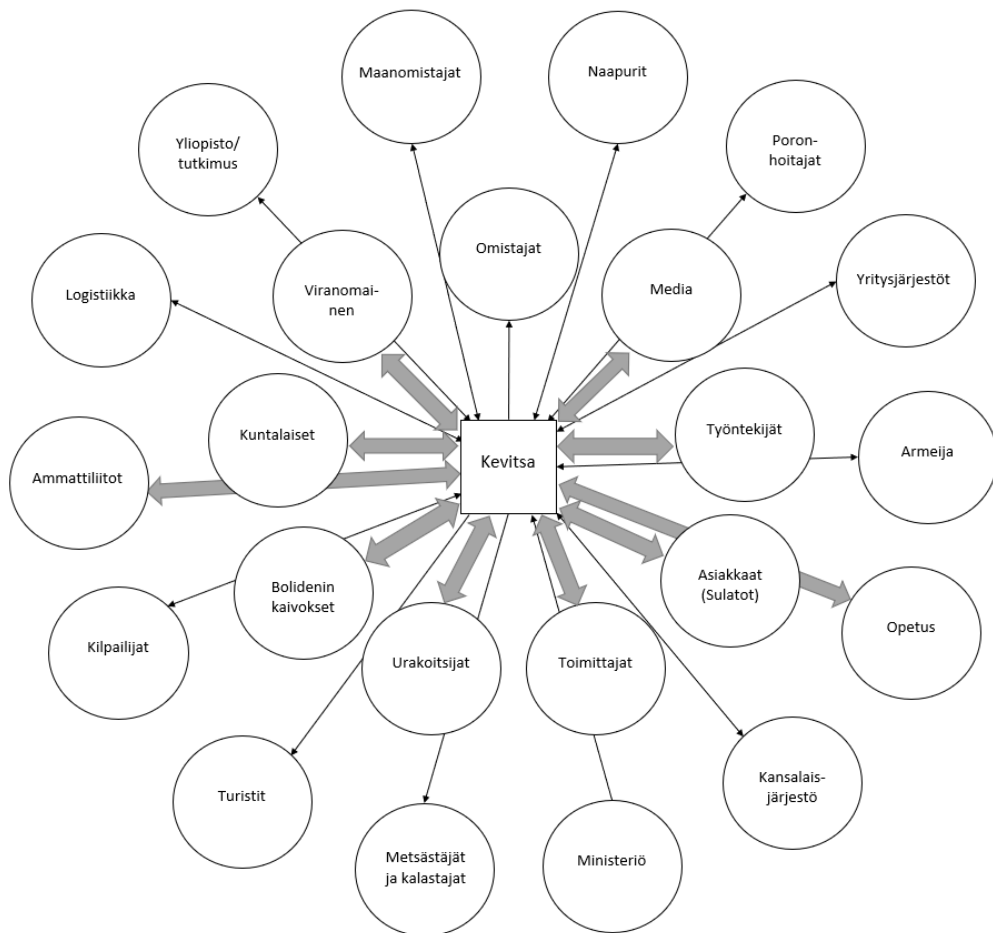 Maanomistajat
Naapurit
Yliopisto/
tutkimus
Poron-
hoitajat
Omistajat
Logistiikka
Viranomai-
nen
Media
Yritysjärjestöt
Kuntalaiset
Työntekijät
Ammattiliitot
Kevitsa
Armeija
Bolidenin
kaivokset
Asiakkaat
(Sulatot)
Kilpailijat
Urakoitsijat
Toimittajat
Opetus
Turistit
Kansalais-
järjestö
Metsästäjät
ja kalastajat
Ministeriö